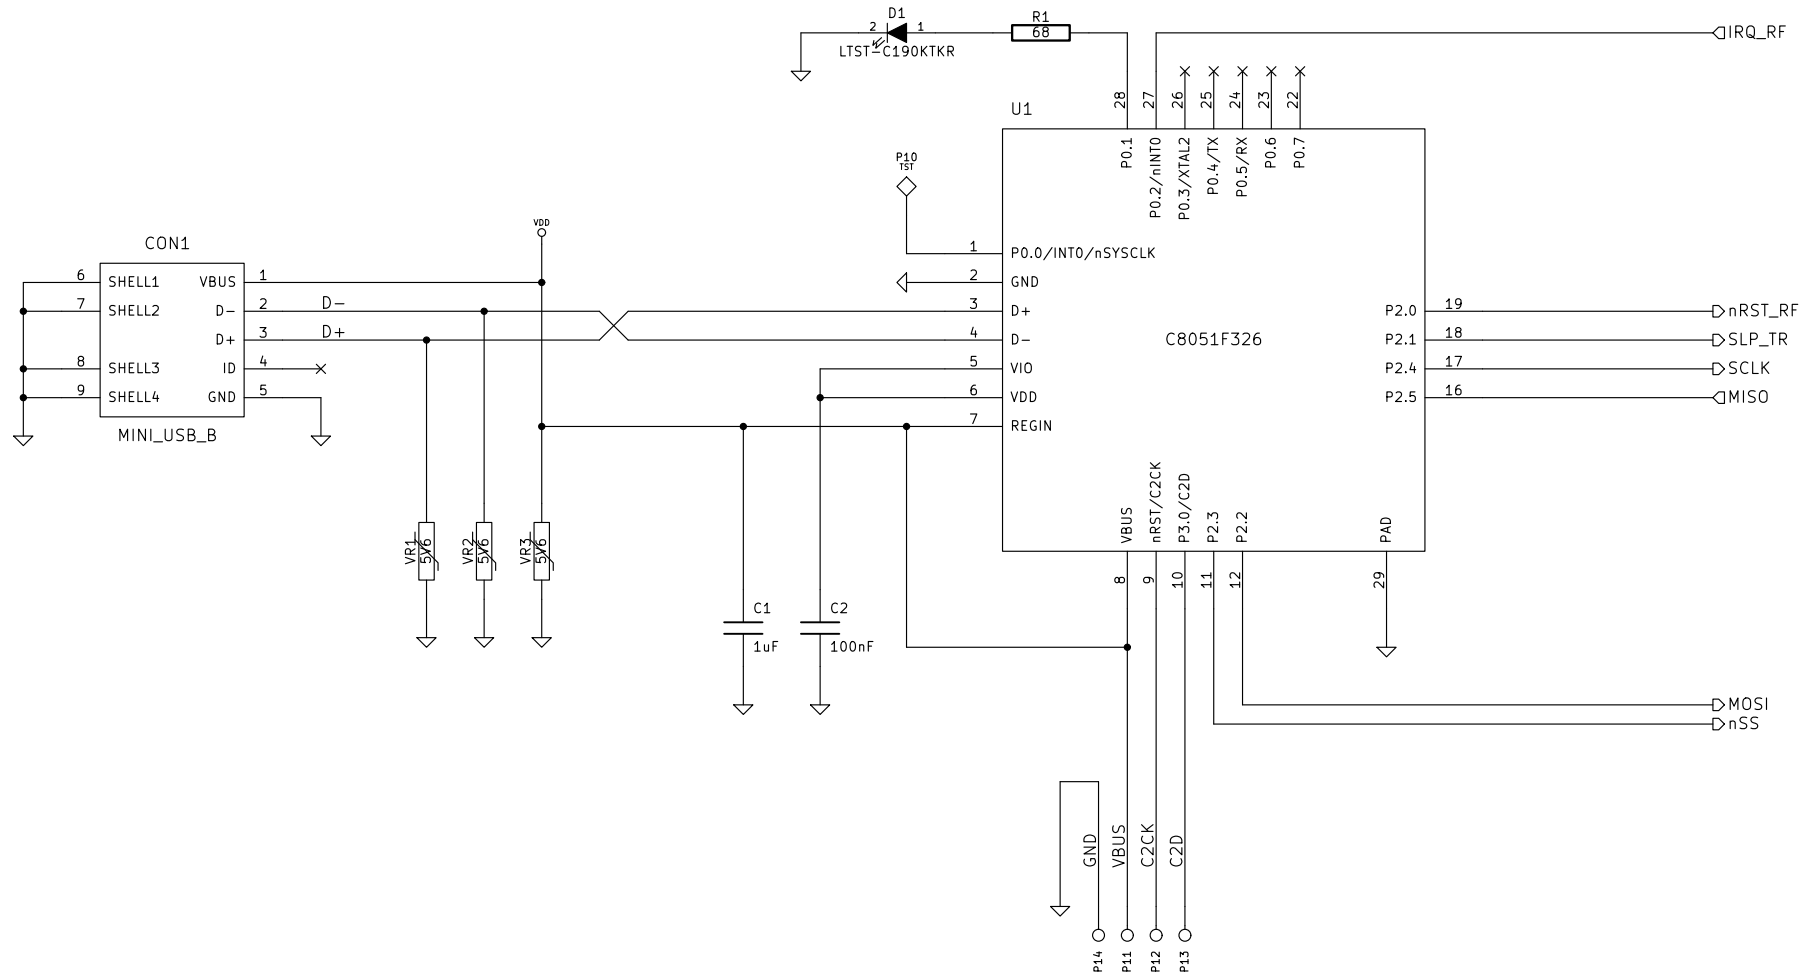 D1
2 1
LTST-C190KTKR
R1
68
IRQ_RF
U1
28 27 26 25 24 23 22
P0.1 P0.2/nINT0 P0.3/XTAL2 P0.4/TX P0.5/RX P0.6 P0.7
P10
TST
VDD
CON1
6 SHELL1 VBUS 1
7 SHELL2 D- 2 D-
D+ 3 D+
8 SHELL3 ID 4
9 SHELL4 GND 5
MINI_USB_B
1 P0.0/INT0/nSYSCLK
2 GND
3 D+
4 D-
5 VIO
6 VDD
7 REGIN
C8051F326
P2.0 19 nRST_RF
P2.1 18 SLP_TR
P2.4 17 SCLK
P2.5 16 MISO
VBUS nRST/C2CK P3.0/C2D P2.3 P2.2 PAD
8 9 10 11 12 29
VR1 5V6
VR2 5V6
VR3 5V6
C1
1uF
C2
100nF
MOSI
nSS
GND VBUS C2CK C2D
P14 P11 P12 P13